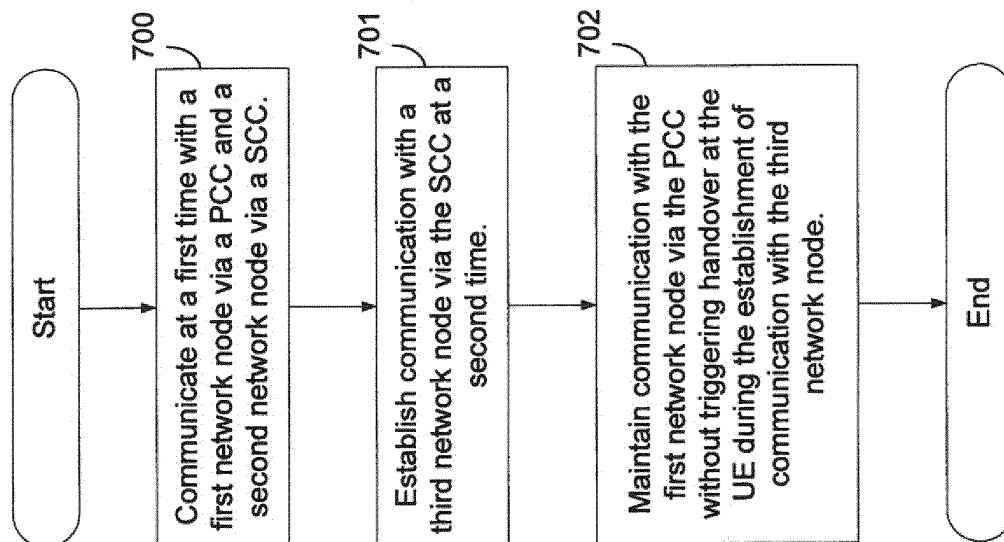 Start
700
Communicate at a first time with a
first network node via a PCC and a
second network node via a SCC.
701
Establish communication with a
third network node via the SCC at a
second time.
702
Maintain communication with the
first network node via the PCC
without triggering handover at the
UE during the establishment of
communication with the third
network node.
End